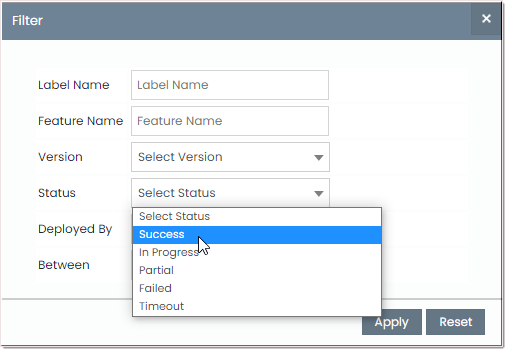 Filter ×
Label Name Label Name
Feature Name Feature Name
Version Select Version
Status Select Status
Select Status
Deployed By Success
In Progress
Between Partial
Failed
Timeout
Apply Reset